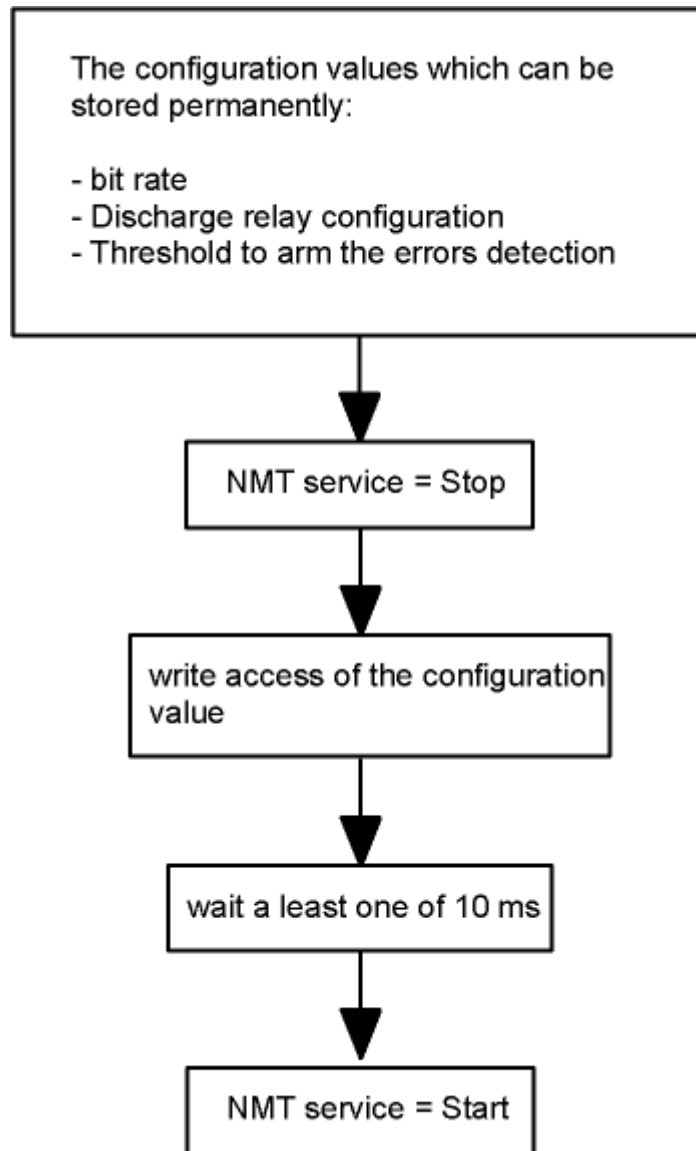 The configuration values which can be
stored permanently:
- bit rate
- Discharge relay configuration
- Threshold to arm the errors detection
NMT service = Stop
write access of the configuration
value
wait a least one of 10 ms
NMT service = Start